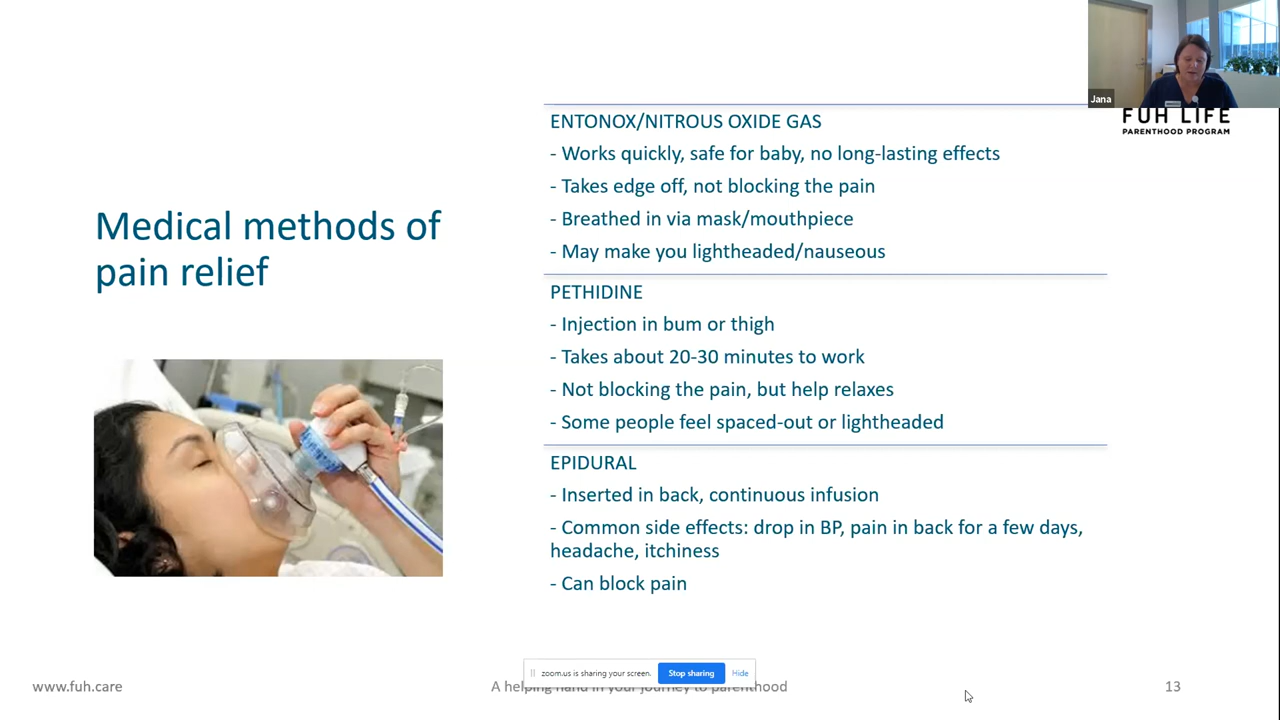 Jana
FUH LIFE
PARENTHOOD PROGRAM
Medical methods of
pain relief
ENTONOX/NITROUS OXIDE GAS
- Works quickly, safe for baby, no long-lasting effects
- Takes edge off, not blocking the pain
- Breathed in via mask/mouthpiece
- May make you lightheaded/nauseous
PETHIDINE
- Injection in bum or thigh
- Takes about 20-30 minutes to work
- Not blocking the pain, but help relaxes
- Some people feel spaced-out or lightheaded
EPIDURAL
- Inserted in back, continuous infusion
- Common side effects: drop in BP, pain in back for a few days,
headache, itchiness
- Can block pain
zoom.us is sharing your screen.
Stop sharing
Hide
www.fuh.care
A helping hand in your journey to parenthood
13